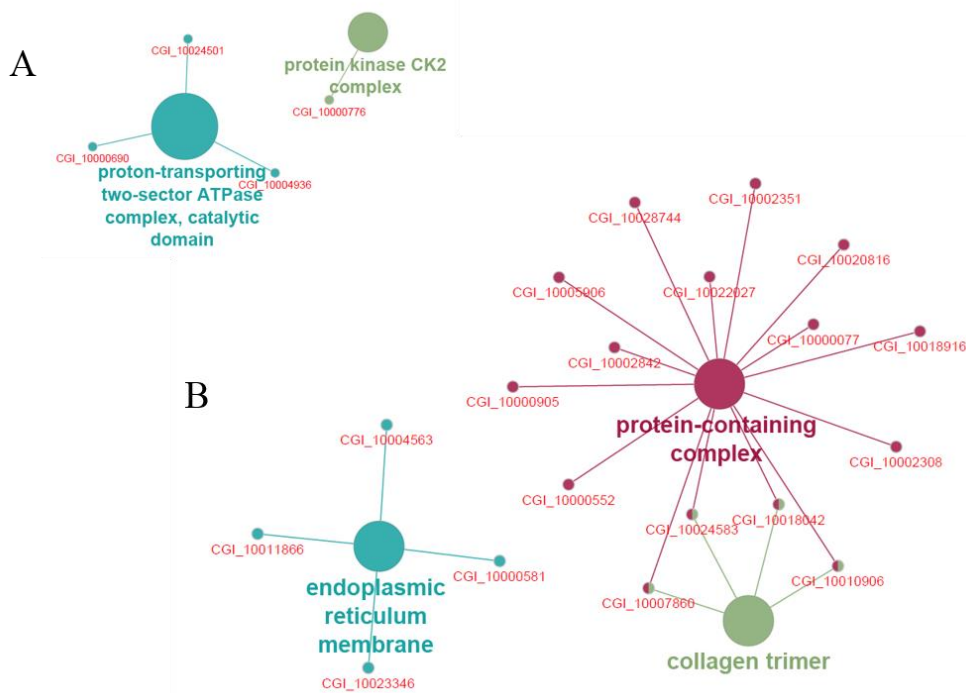 A
CGI_10024501
protein kinase CK2
complex
CGI_10000776
CGI_10000690
CGI_10004936
proton-transporting
two-sector ATPase
complex, catalytic
domain
B
CGI_10002351
CGI_10028744
CGI_10020816
CGI_10005906
CGI_10022027
CGI_10000077
CGI_10018916
CGI_10002842
CGI_10000905
protein-containing
complex
CGI_10002308
CGI_10000552
CGI_10018042
CGI_10024583
CGI_10010906
CGI_10007860
collagen trimer
CGI_10004563
CGI_10011866
CGI_10000581
endoplasmic
reticulum
membrane
CGI_10023346